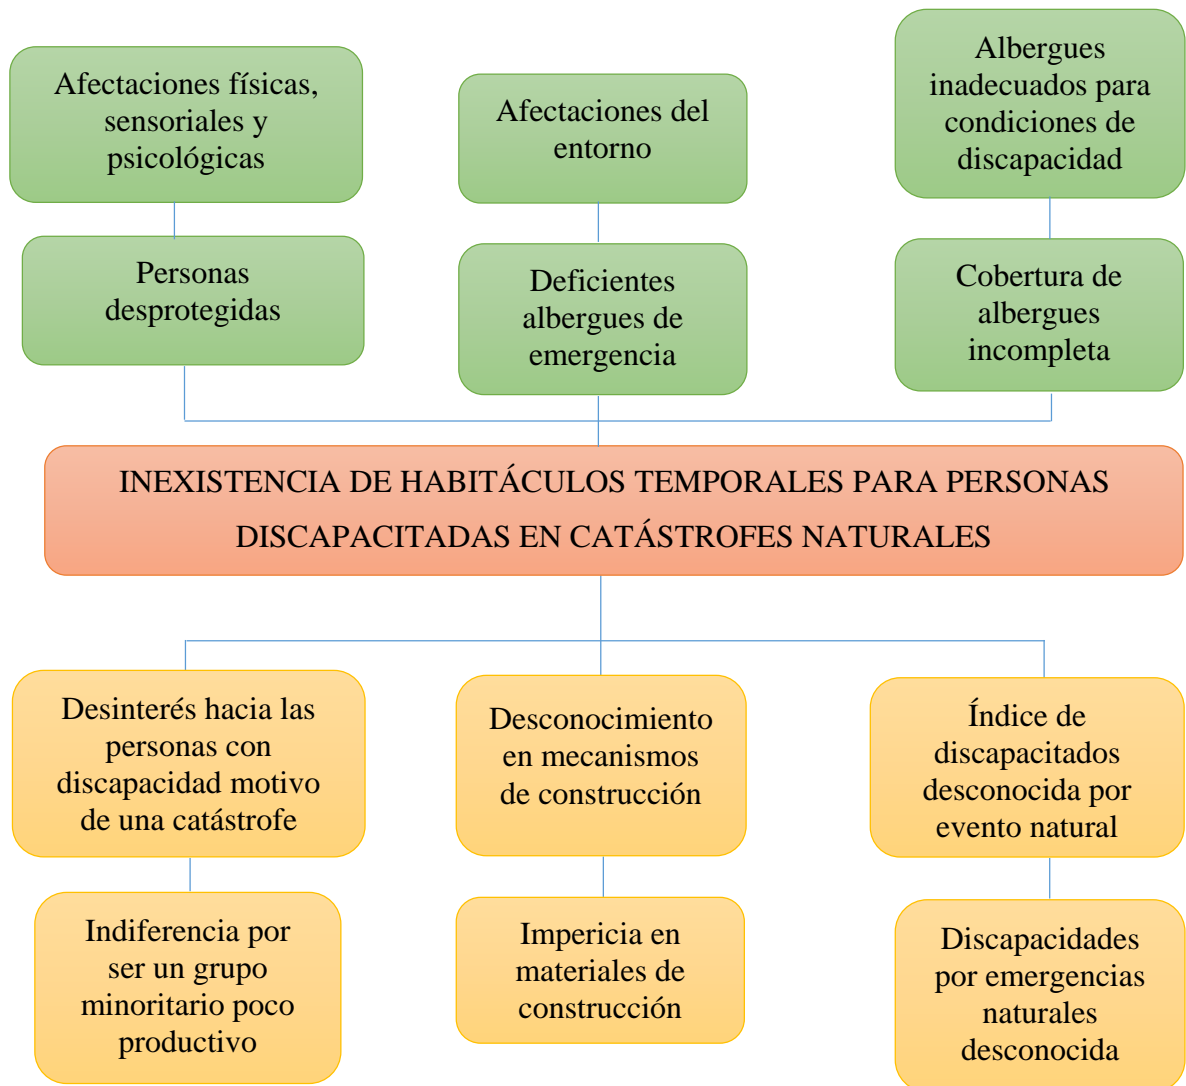 Afectaciones físicas,
sensoriales y
psicológicas
Afectaciones del
entorno
Albergues
inadecuados para
condiciones de
discapacidad
Personas
desprotegidas
Deficientes
albergues de
emergencia
Cobertura de
albergues
incompleta
INEXISTENCIA DE HABITÁCULOS TEMPORALES PARA PERSONAS
DISCAPACITADAS EN CATÁSTROFES NATURALES
Desinterés hacia las
personas con
discapacidad motivo
de una catástrofe
Desconocimiento
en mecanismos
de construcción
Índice de
discapacitados
desconocida por
evento natural
Indiferencia por
ser un grupo
minoritario poco
productivo
Impericia en
materiales de
construcción
Discapacidades
por emergencias
naturales
desconocida